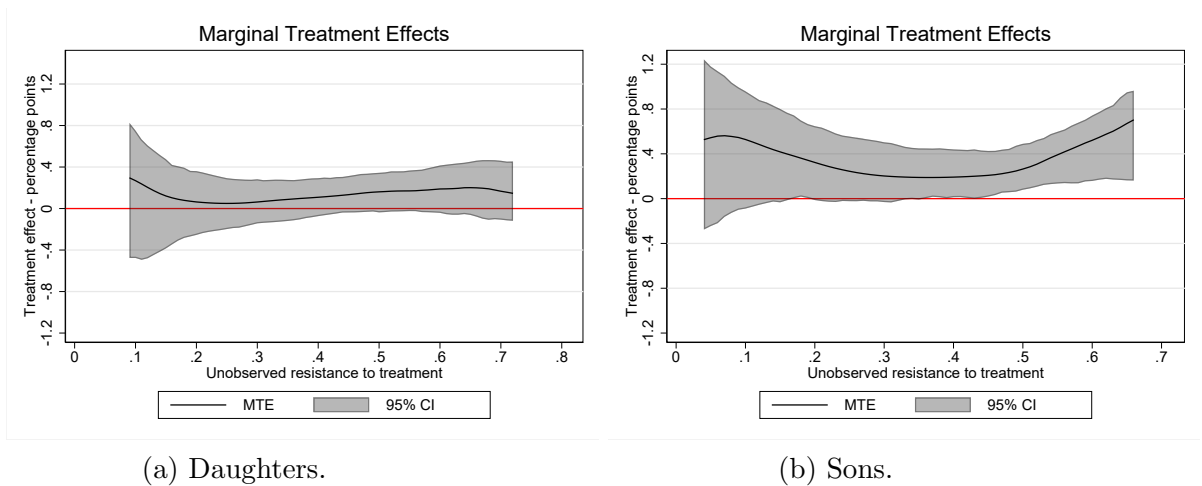 Marginal Treatment Effects
Treatment effect - percentage points
1.2
.8
.4
0
-.4
-.8
-1.2
0 .1 .2 .3 .4 .5 .6 .7 .8
Unobserved resistance to treatment
MTE 95% CI
(a) Daughters.
Marginal Treatment Effects
Treatment effect - percentage points
1.2
.8
.4
0
-.4
-.8
-1.2
0 .1 .2 .3 .4 .5 .6 .7
Unobserved resistance to treatment
MTE 95% CI
(b) Sons.